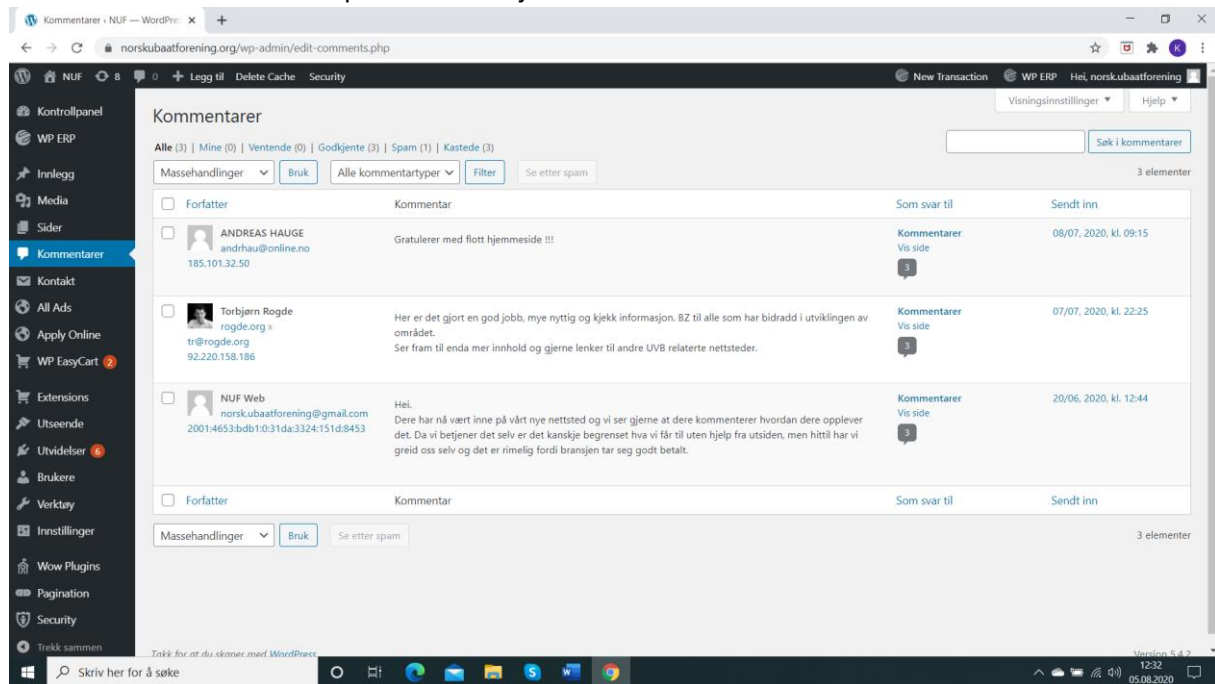 Kommentarer ‹ NUF — WordPre
norskubaatforening.org/wp-admin/edit-comments.php
K
NUF 8 0 + Legg til Delete Cache Security New Transaction WP ERP Hei, norsk.ubaatforening
Visningsinnstillinger ▼ Hjelp ▼
Kontrollpanel
WP ERP
Innlegg
Media
Sider
Kommentarer
Kontakt
All Ads
Apply Online
WP EasyCart 2
Extensions
Utseende
Utvidelser 6
Brukere
Verktøy
Innstillinger
Wow Plugins
Pagination
Security
Trekk sammen
Kommentarer
Alle (3) | Mine (0) | Ventende (0) | Godkjente (3) | Spam (1) | Kastede (3)
Søk i kommentarer
Massehandlinger Bruk Alle kommentartyper Filter Se etter spam 3 elementer
Forfatter Kommentar Som svar til Sendt inn
ANDREAS HAUGE
andrhau@online.no
185.101.32.50
Gratulerer med flott hjemmeside !!!
Kommentarer
Vis side
3
08/07, 2020, kl. 09:15
Torbjørn Rogde
rogde.org x
tr@rogde.org
92.220.158.186
Her er det gjort en god jobb, mye nyttig og kjekk informasjon. BZ til alle som har bidradd i utviklingen av
området.
Ser fram til enda mer innhold og gjerne lenker til andre UVB relaterte nettsteder.
Kommentarer
Vis side
3
07/07, 2020, kl. 22:25
NUF Web
norsk.ubaatforening@gmail.com
2001:4653:bdb1:0:31da:3324:151d:8453
Hei.
Dere har nå vært inne på vårt nye nettsted og vi ser gjerne at dere kommenterer hvordan dere opplever
det. Da vi betjener det selv er det kanskje begrenset hva vi får til uten hjelp fra utsiden, men hittil har vi
greid oss selv og det er rimelig fordi bransjen tar seg godt betalt.
Kommentarer
Vis side
3
20/06, 2020, kl. 12:44
Forfatter Kommentar Som svar til Sendt inn
Massehandlinger Bruk Se etter spam 3 elementer
Takk for at du skaper med WordPress Version 5.4.2
Skriv her for å søke
12:32
05.08.2020